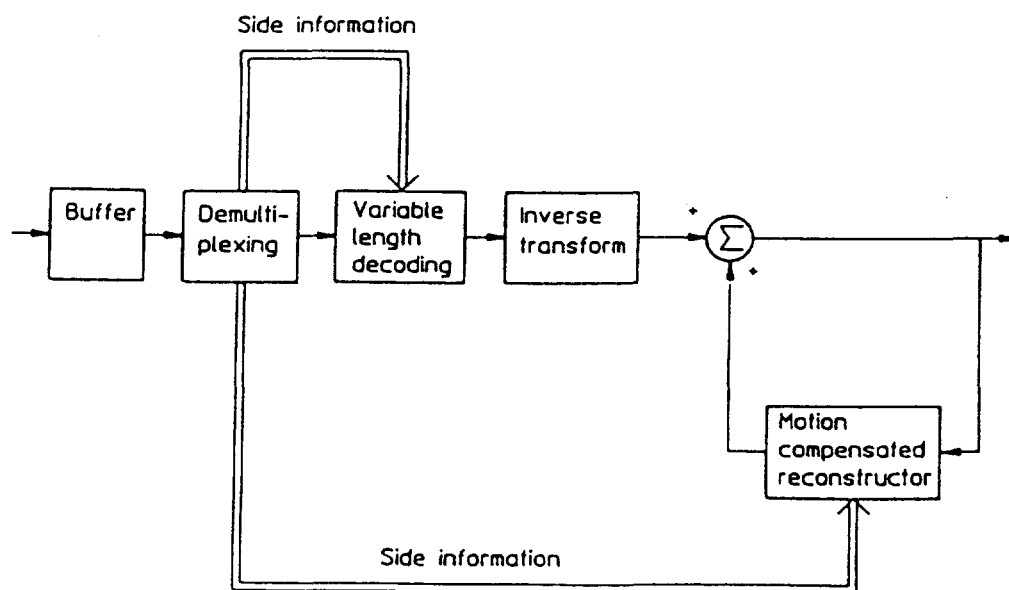 Side information
Buffer
Demulti-
plexing
Variable
length
decoding
Inverse
transform
+
Σ
+
Motion
compensated
reconstructor
Side information